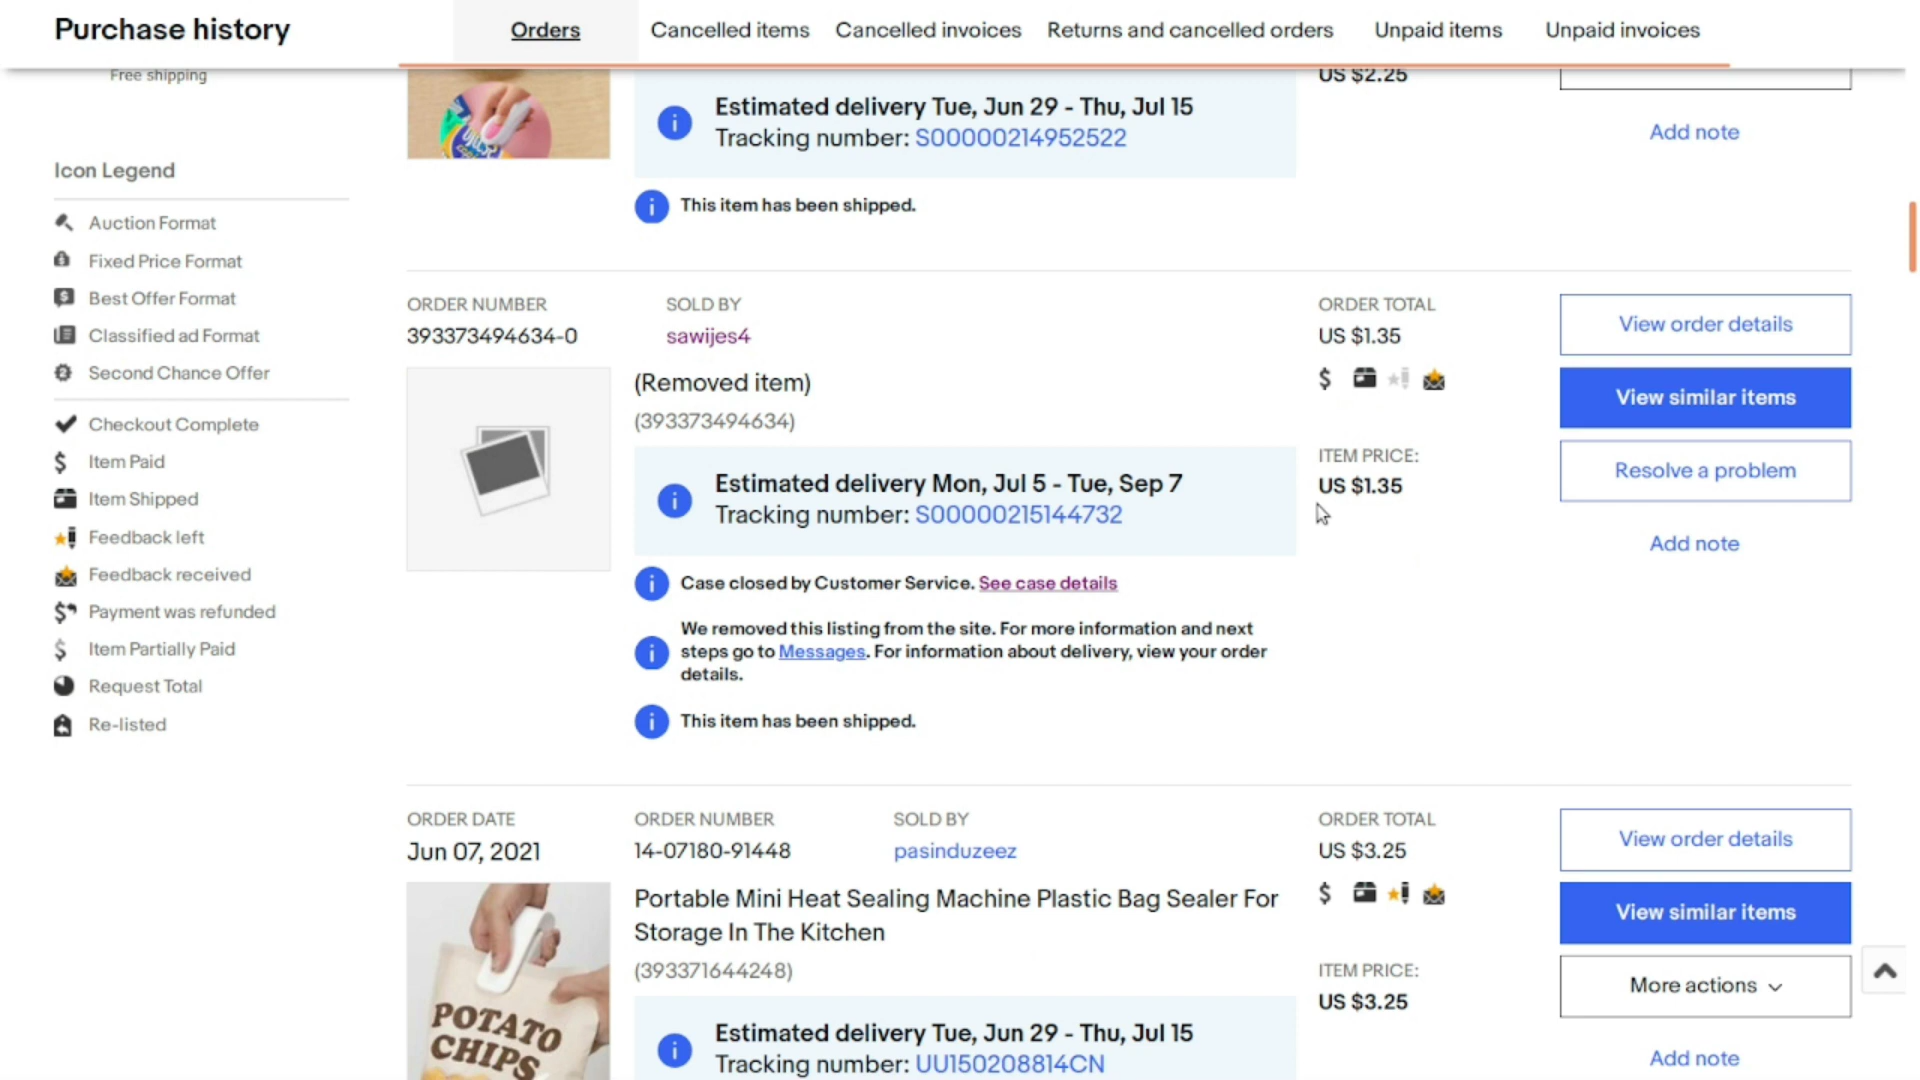 Purchase history
Orders
Cancelled items
Cancelled invoices
Returns and cancelled orders
Unpaid items
Unpaid invoices
Free shipping
Icon Legend
Auction Format
Fixed Price Format
Best Offer Format
Classified ad Format
Second Chance Offer
Checkout Complete
Item Paid
Item Shipped
Feedback left
Feedback received
Payment was refunded
Item Partially Paid
Request Total
Re-listed
US $2.25
Estimated delivery Tue, Jun 29 - Thu, Jul 15
Tracking number: S00000214952522
Add note
This item has been shipped.
ORDER NUMBER
393373494634-0
SOLD BY
sawijes4
ORDER TOTAL
US $1.35
View order details
(Removed item)
(393373494634)
View similar items
ITEM PRICE:
US $1.35
Resolve a problem
Estimated delivery Mon, Jul 5 - Tue, Sep 7
Tracking number: S00000215144732
Add note
Case closed by Customer Service. See case details
We removed this listing from the site. For more information and next
steps go to Messages. For information about delivery, view your order
details.
This item has been shipped.
ORDER DATE
Jun 07, 2021
ORDER NUMBER
14-07180-91448
SOLD BY
pasinduzeez
ORDER TOTAL
US $3.25
View order details
Portable Mini Heat Sealing Machine Plastic Bag Sealer For
Storage In The Kitchen
(393371644248)
View similar items
ITEM PRICE:
US $3.25
More actions
POTATO
CHIPS
Estimated delivery Tue, Jun 29 - Thu, Jul 15
Tracking number: UU150208814CN
Add note